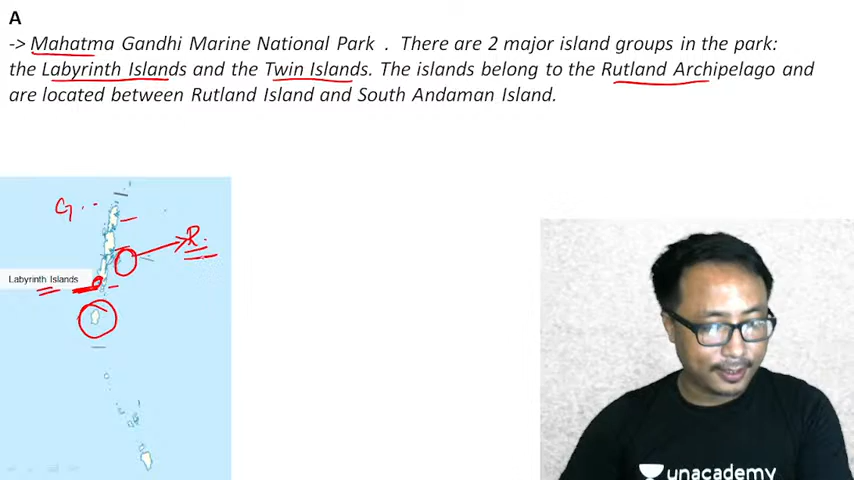 A
-> Mahatma Gandhi Marine National Park . There are 2 major island groups in the park:
the Labyrinth Islands and the Twin Islands. The islands belong to the Rutland Archipelago and
are located between Rutland Island and South Andaman Island.
G..
R.
Labyrinth Islands
unacademy